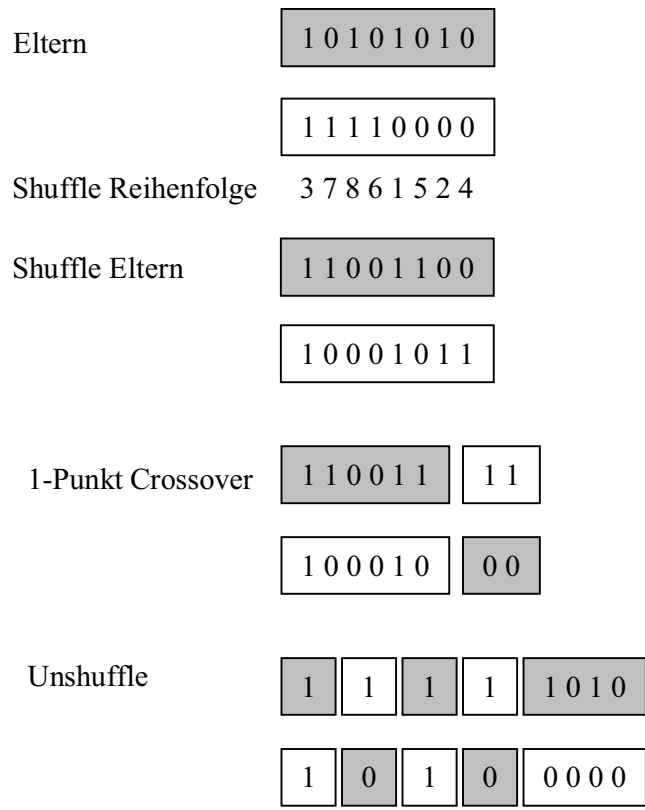 Eltern 1 0 1 0 1 0 1 0
1 1 1 1 0 0 0 0
Shuffle Reihenfolge 3 7 8 6 1 5 2 4
Shuffle Eltern 1 1 0 0 1 1 0 0
1 0 0 0 1 0 1 1
1-Punkt Crossover 1 1 0 0 1 1 1 1
1 0 0 0 1 0 0 0
Unshuffle 1 1 1 1 1 0 1 0
1 0 1 0 0 0 0 0